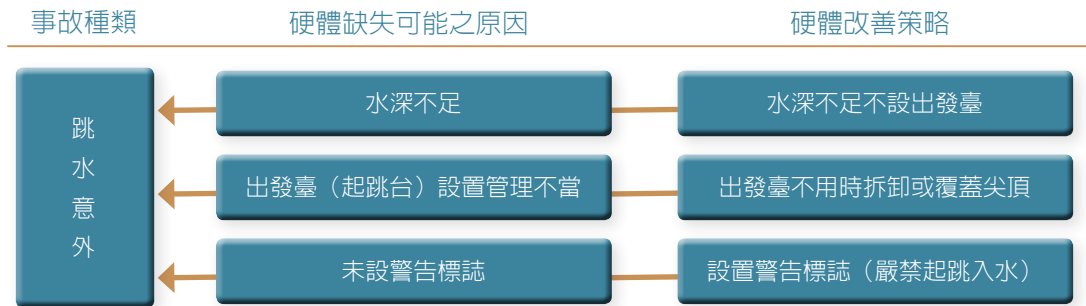 事故種類 硬體缺失可能之原因 硬體改善策略
跳水意外
水深不足 水深不足不設出發臺
出發臺（起跳台）設置管理不當 出發臺不用時拆卸或覆蓋尖頂
未設警告標誌 設置警告標誌（嚴禁起跳入水）